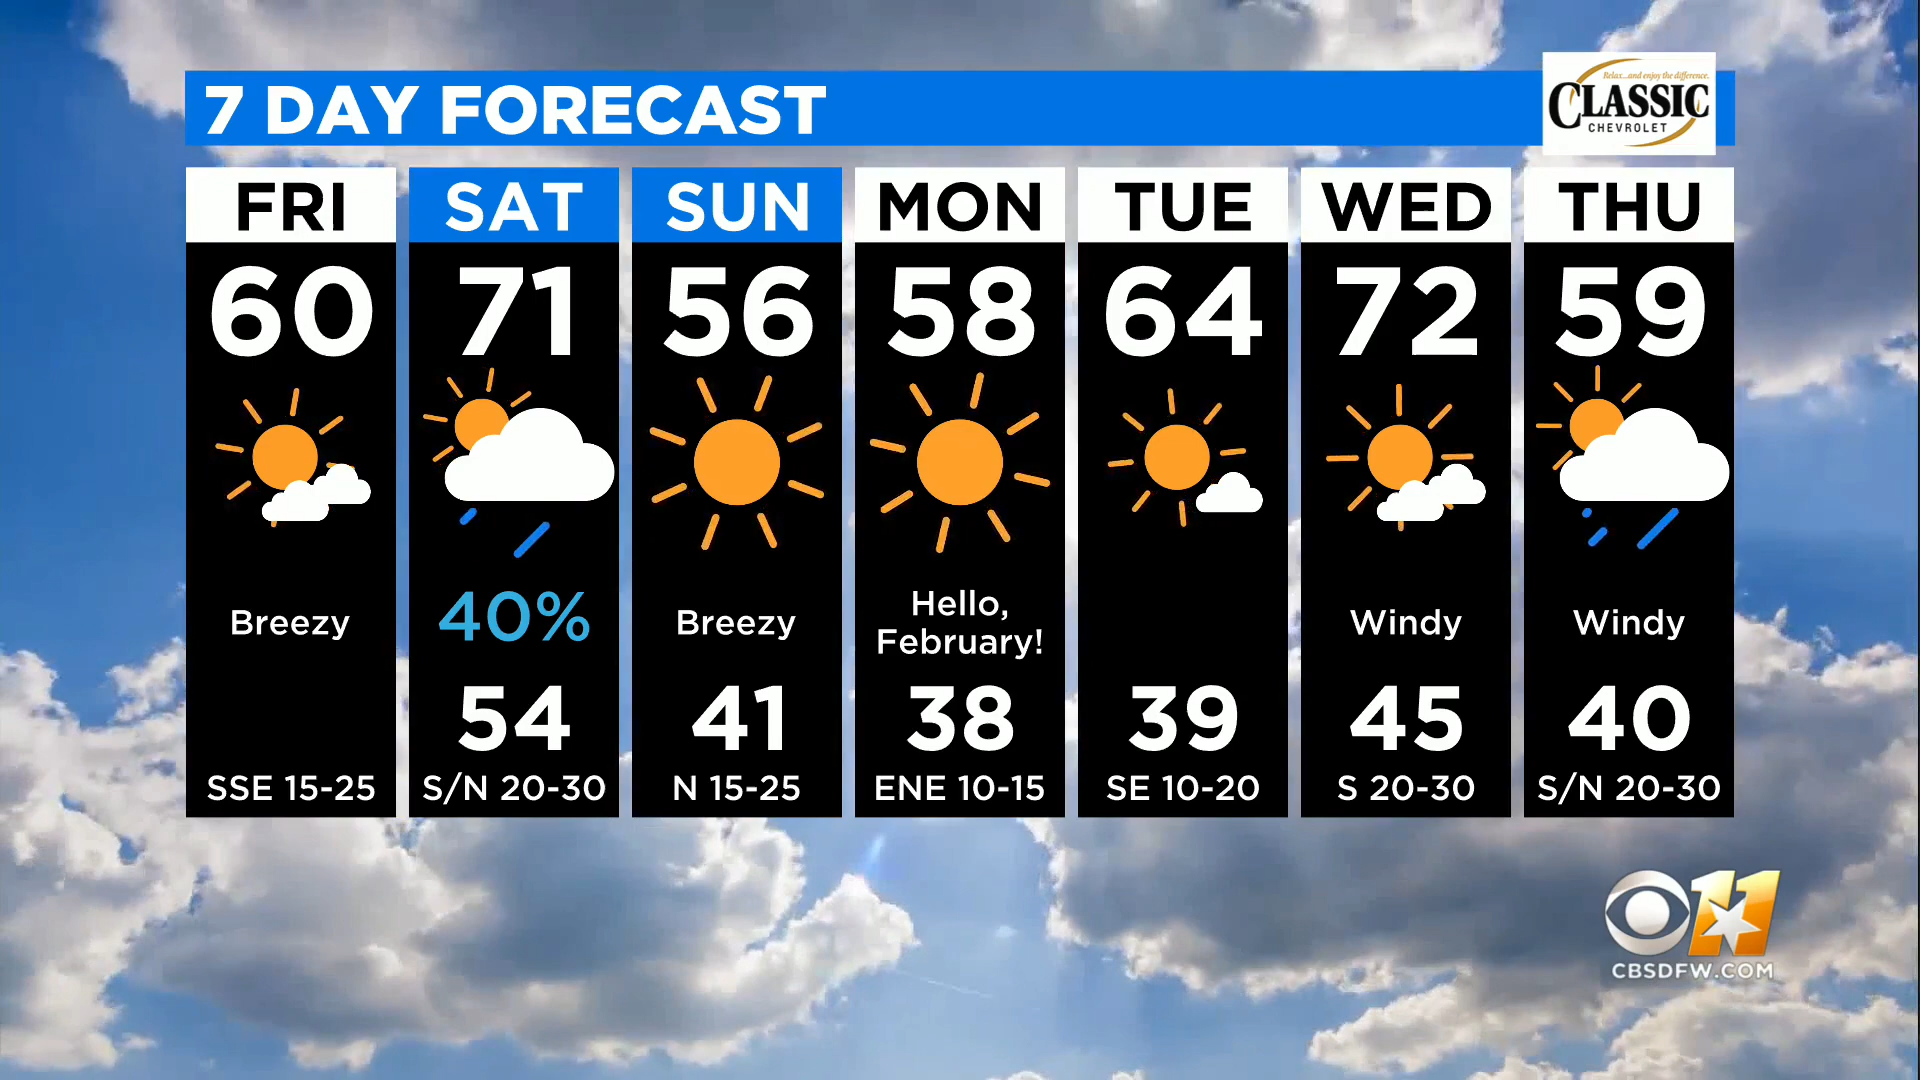 7 DAY FORECAST
Relax...and enjoy the difference.
CLASSIC
CHEVROLET
FRI
60
Breezy
SSE 15-25
SAT
71
40%
54
S/N 20-30
SUN
56
Breezy
41
N 15-25
MON
58
Hello,
February!
38
ENE 10-15
TUE
64
39
SE 10-20
WED
72
Windy
45
S 20-30
THU
59
Windy
40
S/N 20-30
11
CBSDFW.COM